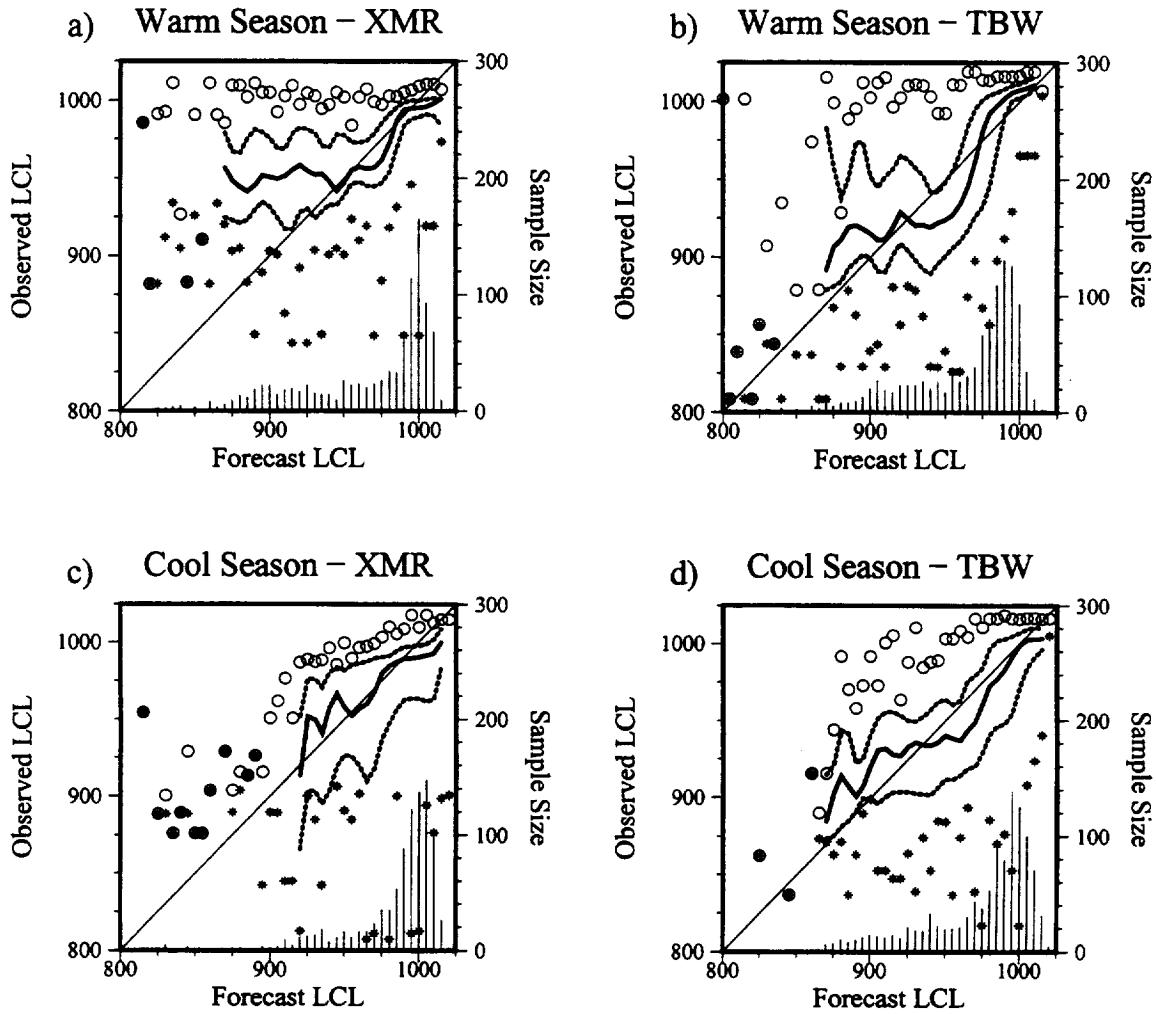 a) Warm Season – XMR
300
1000
200
Observed LCL
Sample Size
900
100
800
0
800
900
1000
Forecast LCL
b) Warm Season – TBW
300
1000
200
Observed LCL
Sample Size
900
100
800
0
800
900
1000
Forecast LCL
c) Cool Season – XMR
300
1000
200
Observed LCL
Sample Size
900
100
800
0
800
900
1000
Forecast LCL
d) Cool Season – TBW
300
1000
200
Observed LCL
Sample Size
900
100
800
0
800
900
1000
Forecast LCL